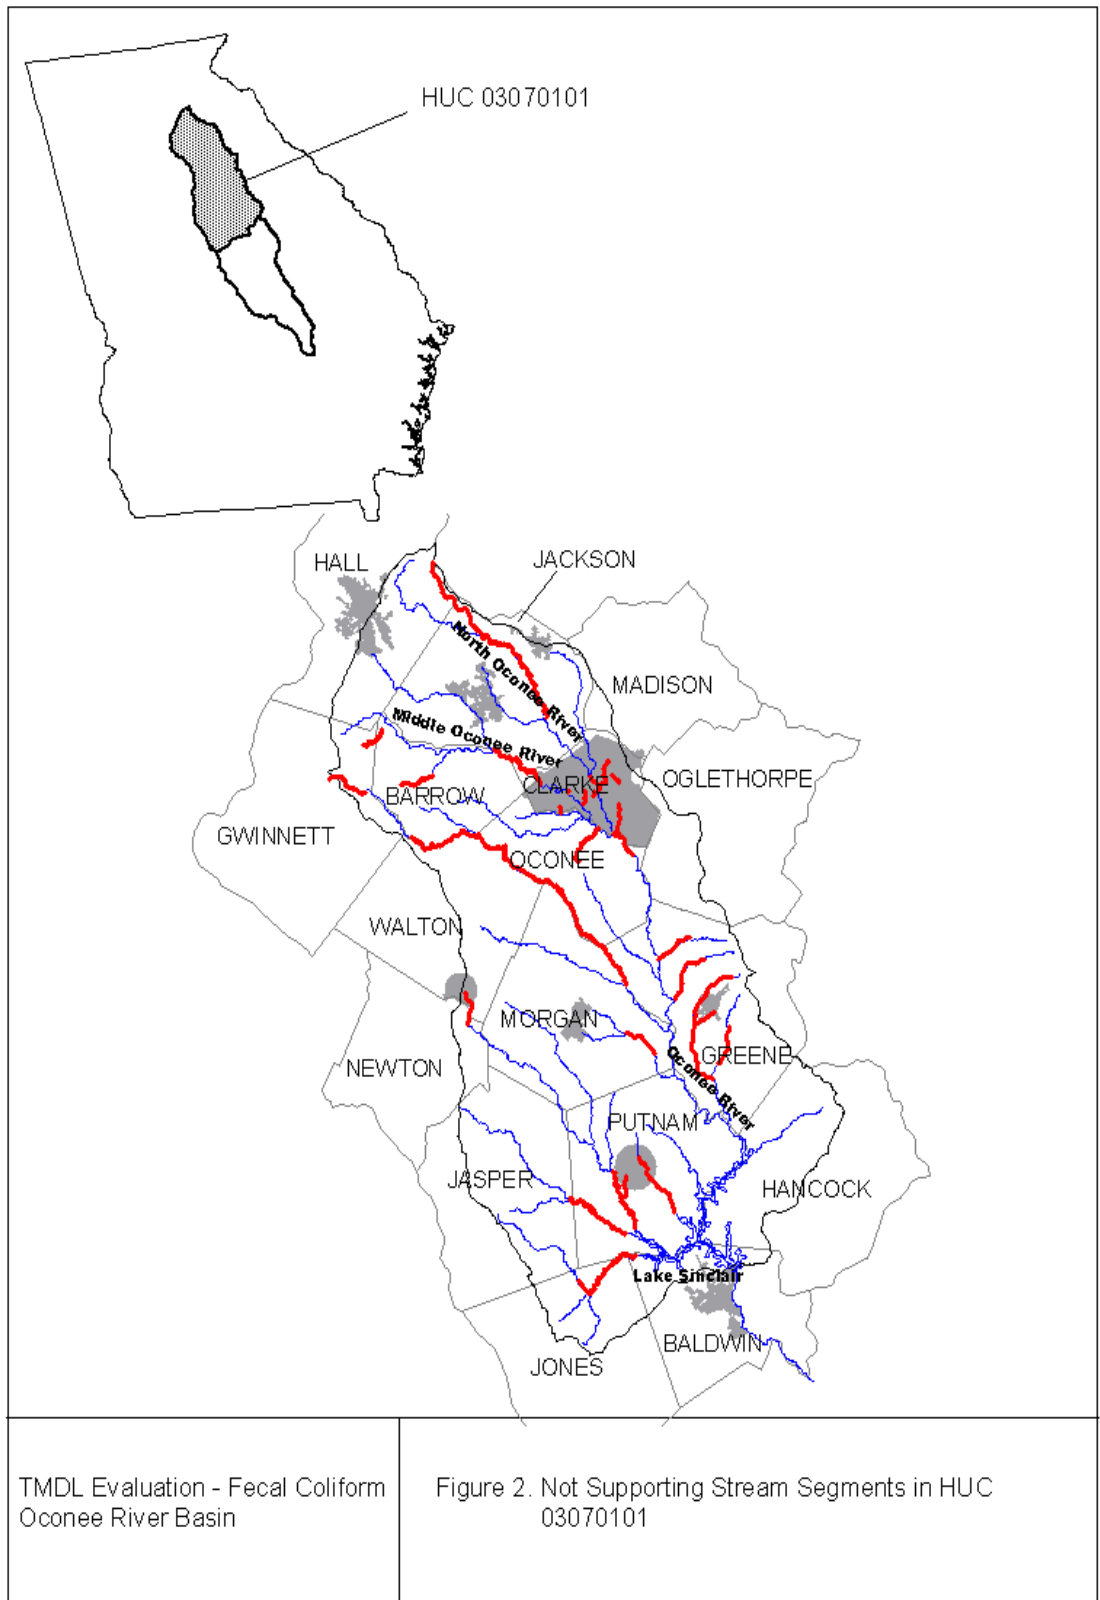 HUC 03070101
HALL
JACKSON
North Oconee River
MADISON
Middle Oconee River
OGLETHORPE
CLARKE
BARROW
GWINNETT
OCONEE
WALTON
MORGAN
GREENE
NEWTON
Oconee River
PUTNAM
JASPER
HANCOCK
Lake Sinclair
BALDWIN
JONES
TMDL Evaluation - Fecal Coliform
Oconee River Basin
Figure 2. Not Supporting Stream Segments in HUC
03070101